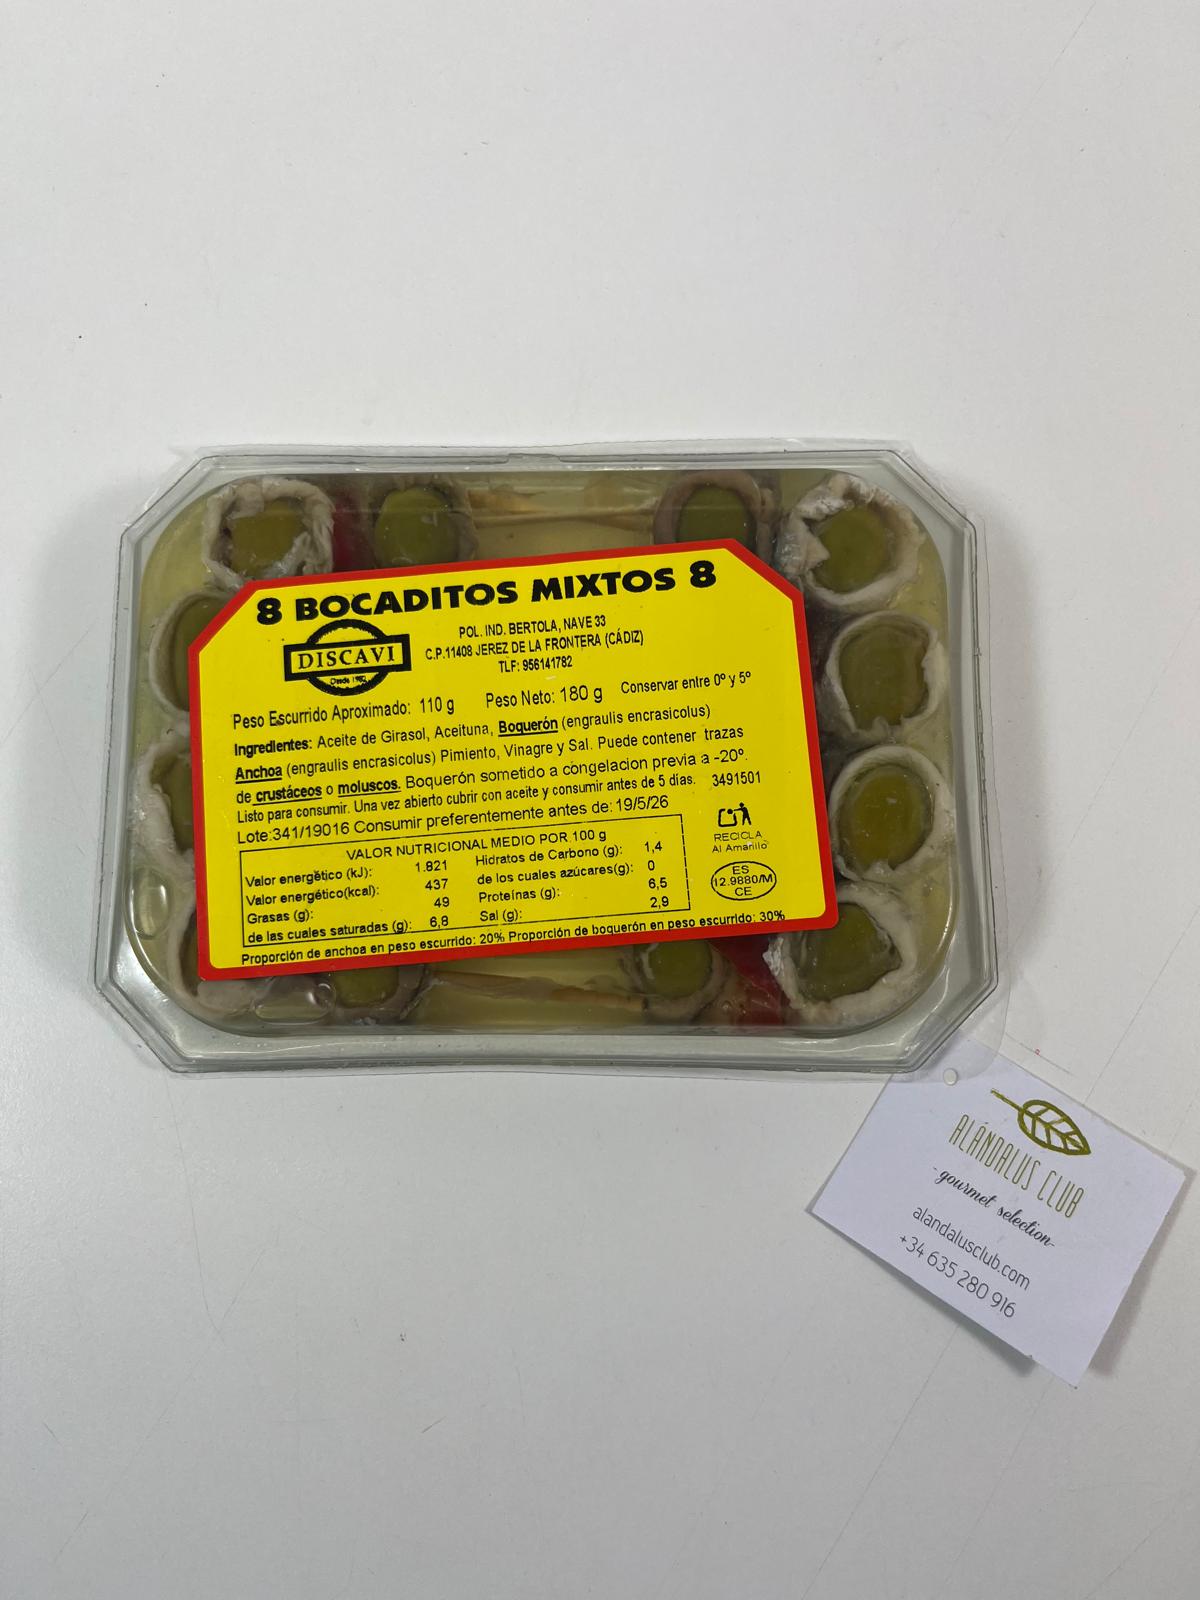 8 BOCADITOS MIXTOS 8
DISCAVI
Desde 1982
POL. IND. BERTOLA, NAVE 33
C.P.11408 JEREZ DE LA FRONTERA (CÁDIZ)
TLF: 956141782
Peso Escurrido Aproximado: 110 g Peso Neto: 180 g Conservar entre 0º y 5º
Ingredientes: Aceite de Girasol, Aceituna, Boquerón (engraulis encrasicolus)
Anchoa (engraulis encrasicolus) Pimiento, Vinagre y Sal. Puede contener trazas
de crustáceos o moluscos. Boquerón sometido a congelacion previa a -20º.
Listo para consumir. Una vez abierto cubrir con aceite y consumir antes de 5 días. 3491501
Lote:341/19016 Consumir preferentemente antes de: 19/5/26
VALOR NUTRICIONAL MEDIO POR 100 g
Valor energético (kJ): 1.821 Hidratos de Carbono (g): 1,4
Valor energético(kcal): 437 de los cuales azúcares(g): 0
Grasas (g): 49 Proteínas (g): 6,5
de las cuales saturadas (g): 6,8 Sal (g): 2,9
RECICLA
Al Amarillo
ES
12.9880/M
CE
Proporción de anchoa en peso escurrido: 20% Proporción de boquerón en peso escurrido: 30%
ALÁNDALUS CLUB
- gourmet selection-
alandalusclub.com
+34 635 280 916